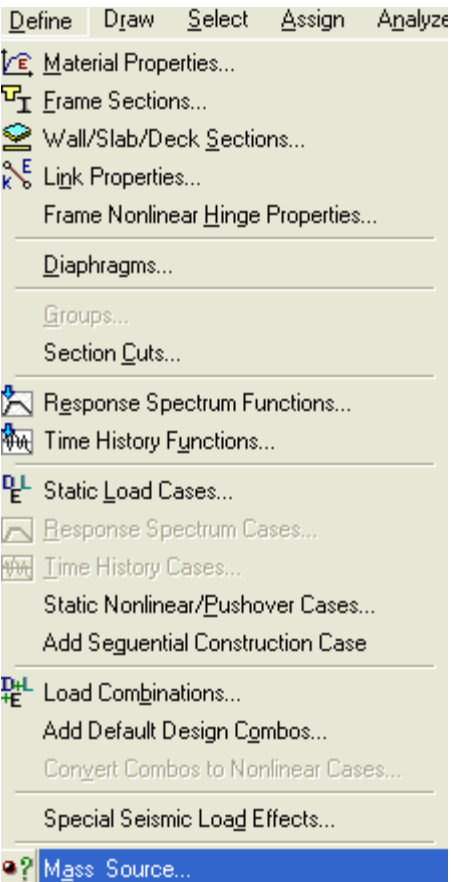 Define Draw Select Assign Analyze
Material Properties...
Frame Sections...
Wall/Slab/Deck Sections...
Link Properties...
Frame Nonlinear Hinge Properties...
Diaphragms...
Groups...
Section Cuts...
Response Spectrum Functions...
Time History Functions...
Static Load Cases...
Response Spectrum Cases...
Time History Cases...
Static Nonlinear/Pushover Cases...
Add Sequential Construction Case
Load Combinations...
Add Default Design Combos...
Convert Combos to Nonlinear Cases...
Special Seismic Load Effects...
Mass Source...